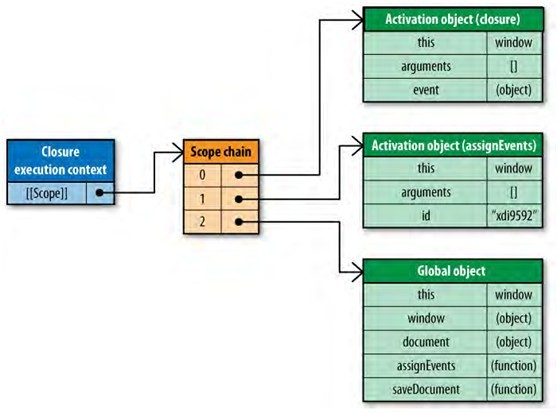 Activation object (closure)
this window
arguments []
event (object)
Closure
execution context
[[Scope]]
Scope chain
0
1
2
Activation object (assignEvents)
this window
arguments []
id "xdi9592"
Global object
this window
window (object)
document (object)
assignEvents (function)
saveDocument (function)